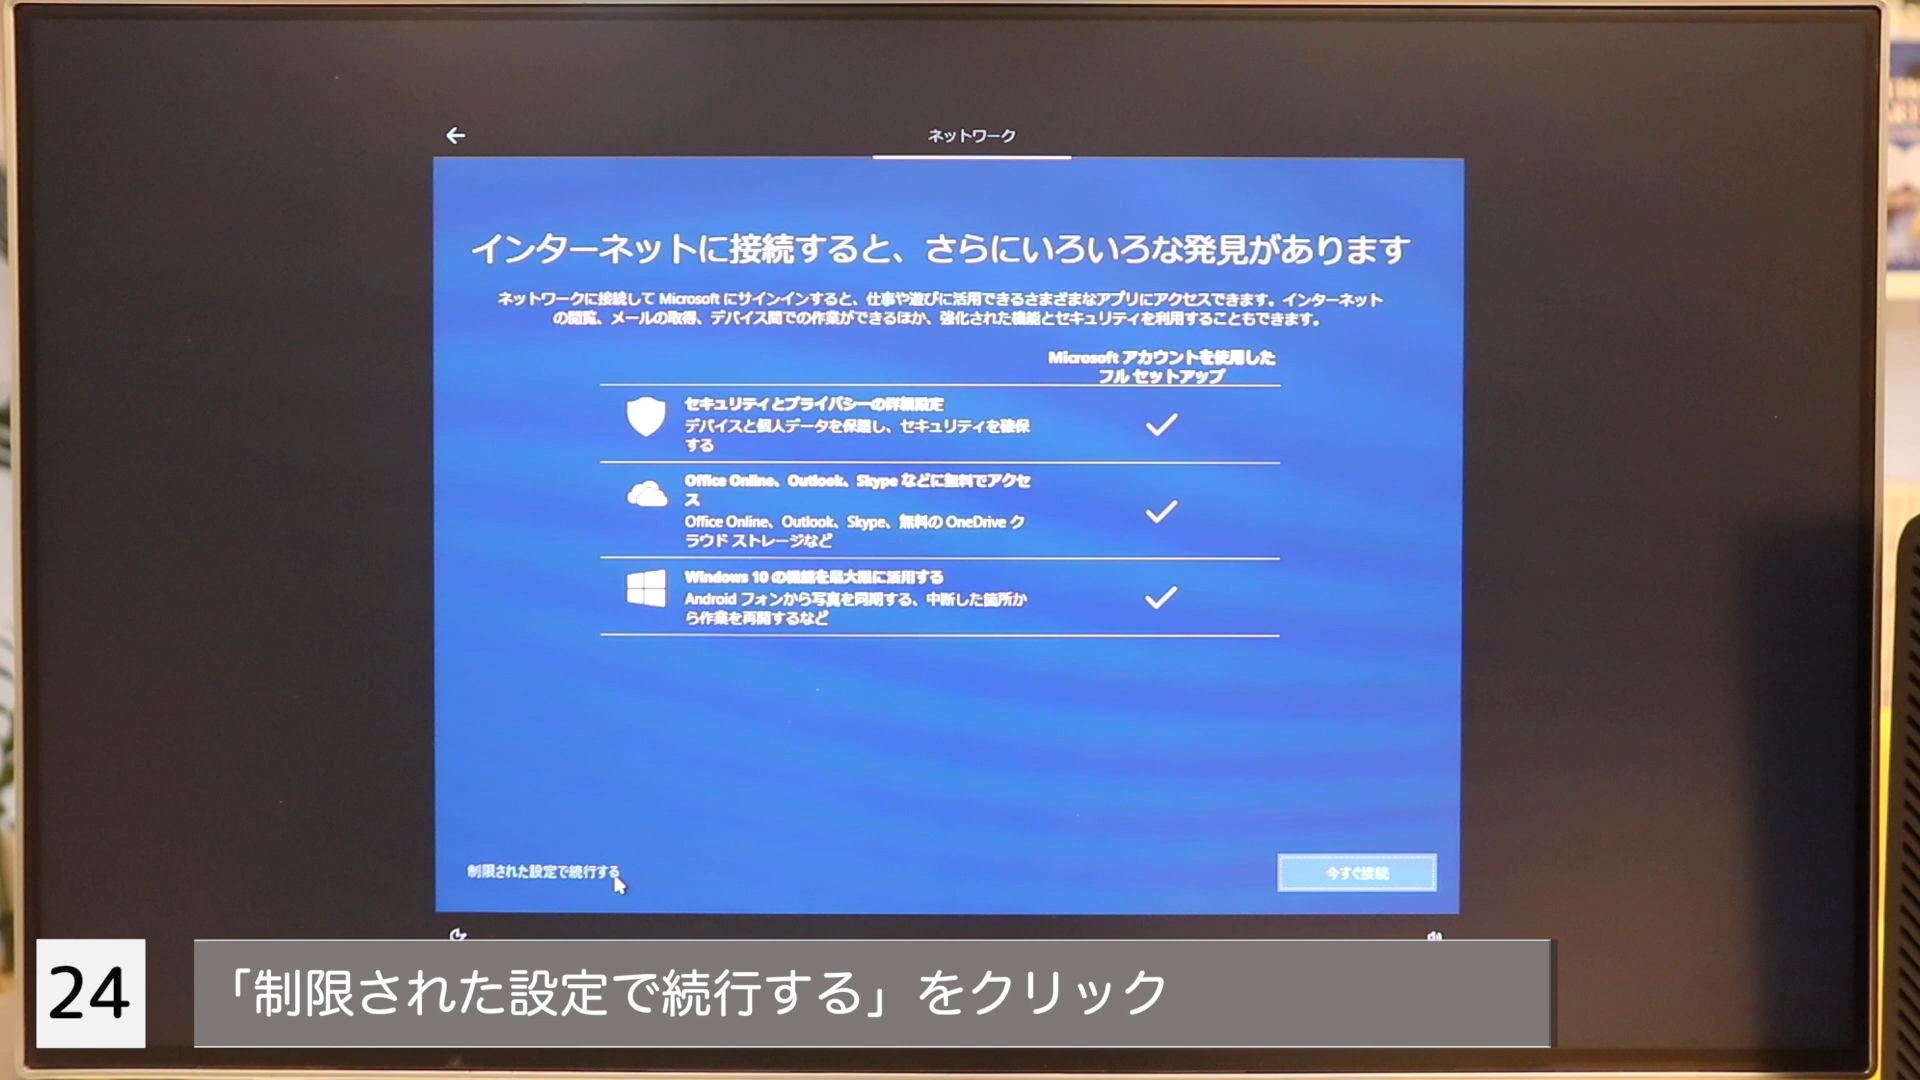 ネットワーク
インターネットに接続すると、さらにいろいろな発見があります
ネットワークに接続して Microsoft にサインインすると、仕事や遊びに活用できるさまざまなアプリにアクセスできます。インターネット
の閲覧、メールの取得、デバイス間での作業ができるほか、強化された機能とセキュリティを利用することもできます。
Microsoft アカウントを使用した
フル セットアップ
セキュリティとプライバシーの詳細設定
デバイスと個人データを保護し、セキュリティを確保
する
Office Online、Outlook、Skype などに無料でアクセ
ス
Office Online、Outlook、Skype、無料の OneDrive ク
ラウド ストレージなど
Windows 10 の機能を最大限に活用する
Android フォンから写真を同期する、中断した箇所か
ら作業を再開するなど
制限された設定で続行する
今すぐ接続
24
「制限された設定で続行する」をクリック